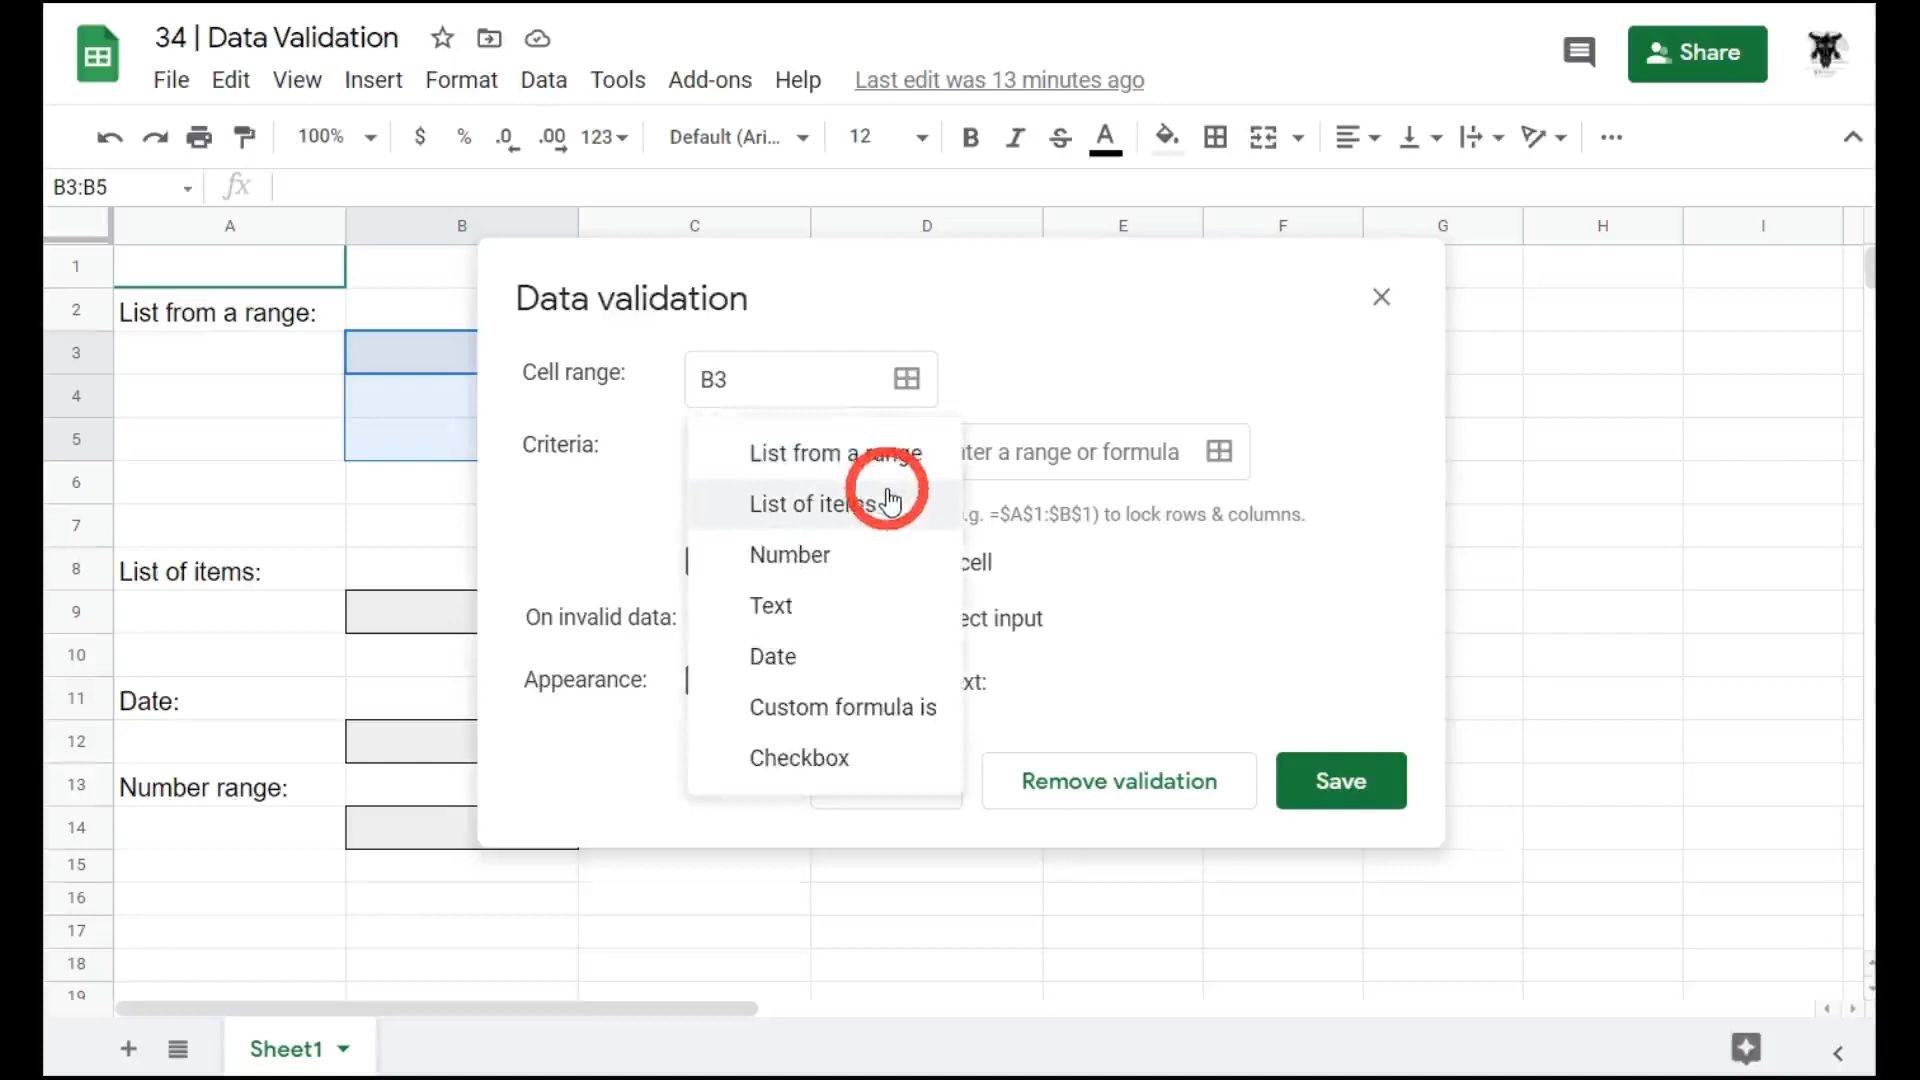 34 | Data Validation
Share
File Edit View Insert Format Data Tools Add-ons Help Last edit was 13 minutes ago
100% $ % .0 .00 123 Default (Ari... 12 B I S A
B3:B5 fx
A B C D E F G H I
1
2 List from a range:
3
4
5
6
7
8 List of items:
9
10
11 Date:
12
13 Number range:
14
15
16
17
18
19
Data validation
Cell range: B3
Criteria:
List from a range
List of items
Number
Text
Date
Custom formula is
Checkbox
ter a range or formula
.g. =$A$1:$B$1) to lock rows & columns.
cell
On invalid data: ect input
Appearance: xt:
Remove validation Save
Sheet1